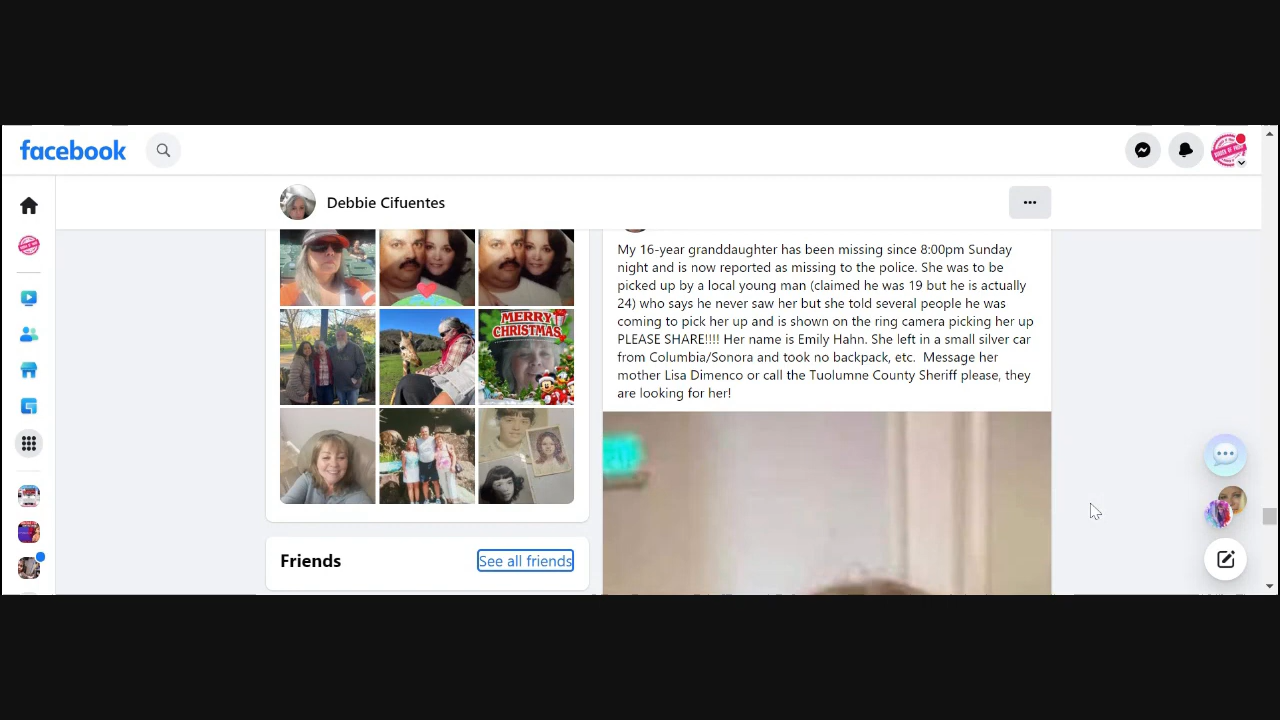 facebook
Debbie Cifuentes
My 16-year granddaughter has been missing since 8:00pm Sunday
night and is now reported as missing to the police. She was to be
picked up by a local young man (claimed he was 19 but he is actually
24) who says he never saw her but she told several people he was
coming to pick her up and is shown on the ring camera picking her up
PLEASE SHARE!!!! Her name is Emily Hahn. She left in a small silver car
from Columbia/Sonora and took no backpack, etc. Message her
mother Lisa Dimenco or call the Tuolumne County Sheriff please, they
are looking for her!
MERRY
CHRISTMAS
Friends
See all friends